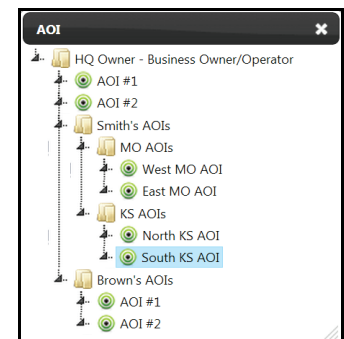 AOI
HQ Owner - Business Owner/Operator
AOI #1
AOI #2
Smith's AOIs
MO AOIs
West MO AOI
East MO AOI
KS AOIs
North KS AOI
South KS AOI
Brown's AOIs
AOI #1
AOI #2